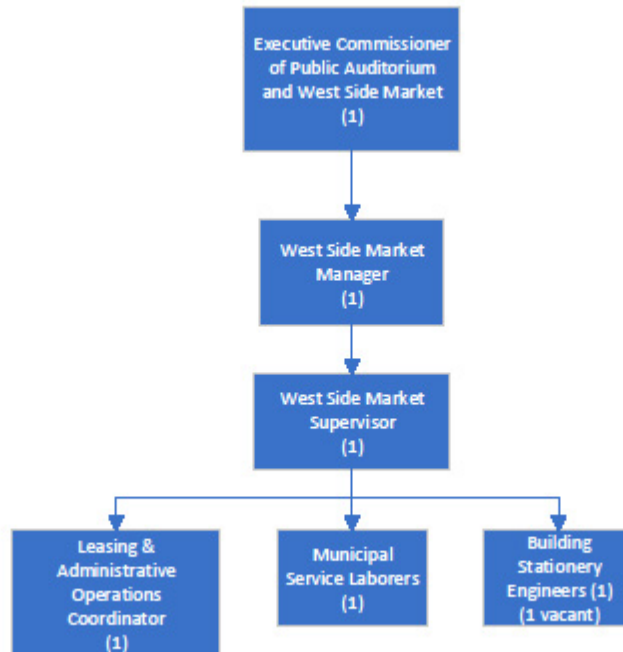 Executive Commissioner
of Public Auditorium
and West Side Market
(1)
West Side Market
Manager
(1)
West Side Market
Supervisor
(1)
Leasing &
Administrative
Operations
Coordinator
(1)
Municipal
Service Laborers
(1)
Building
Stationery
Engineers (1)
(1 vacant)